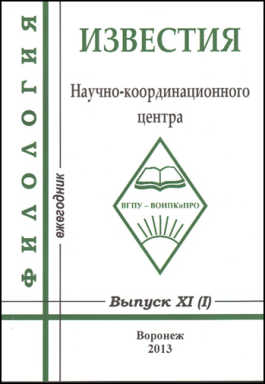 ФИЛОЛОГИЯ
ежегодник
ИЗВЕСТИЯ
Научно-координационного
центра
ВГПУ – ВОИПКиПРО
Выпуск XI (I)
Воронеж
2013